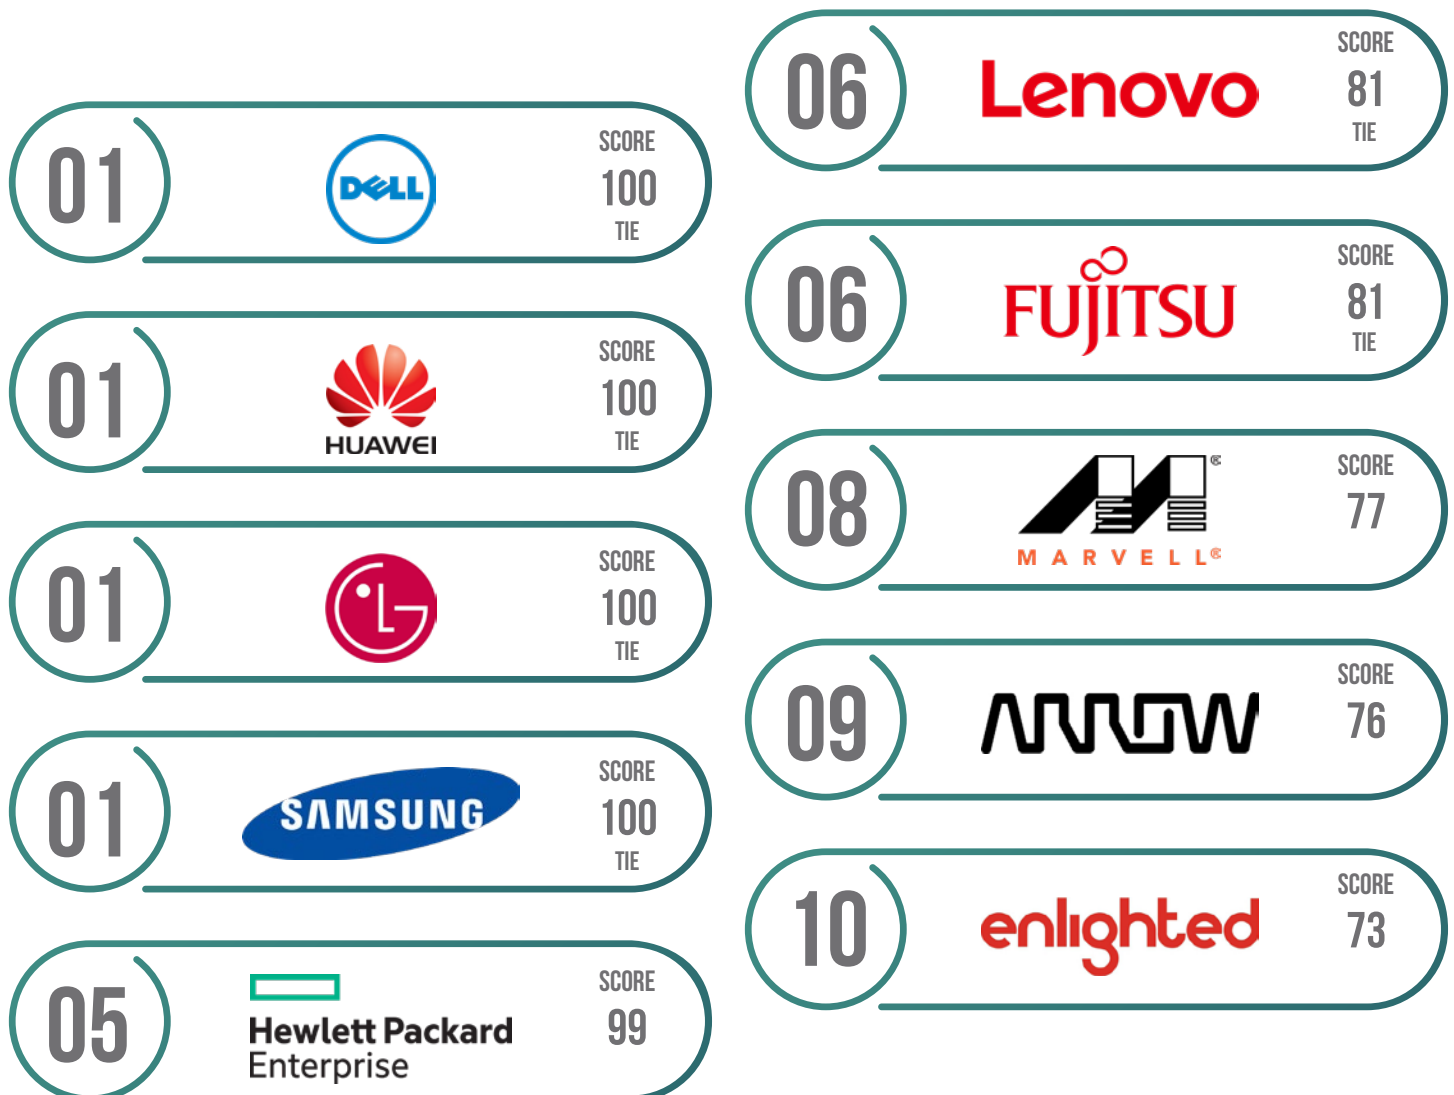 01
DELL
SCORE
100
TIE
01
HUAWEI
SCORE
100
TIE
01
LG
SCORE
100
TIE
01
SAMSUNG
SCORE
100
TIE
05
Hewlett Packard
Enterprise
SCORE
99
06
Lenovo
SCORE
81
TIE
06
FUJITSU
SCORE
81
TIE
08
®
MARVELL®
SCORE
77
09
ARROW
SCORE
76
10
enlighted
SCORE
73